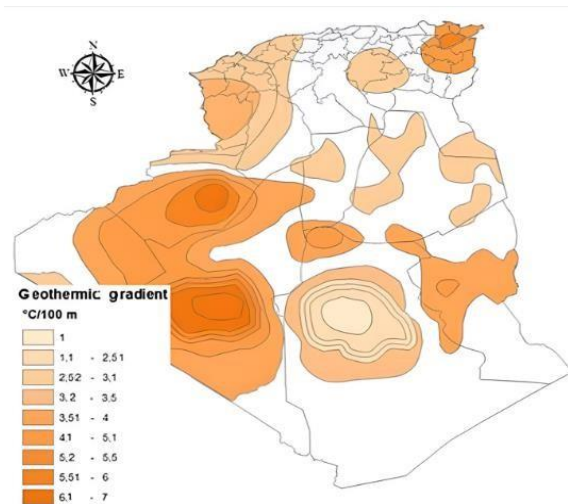 N
W E
S
Geothermic gradient
°C/100 m
1
1,1 - 2,51
2,52 - 3,1
3,2 - 3,5
3,51 - 4
4,1 - 5,1
5,2 - 5,5
5,51 - 6
6,1 - 7